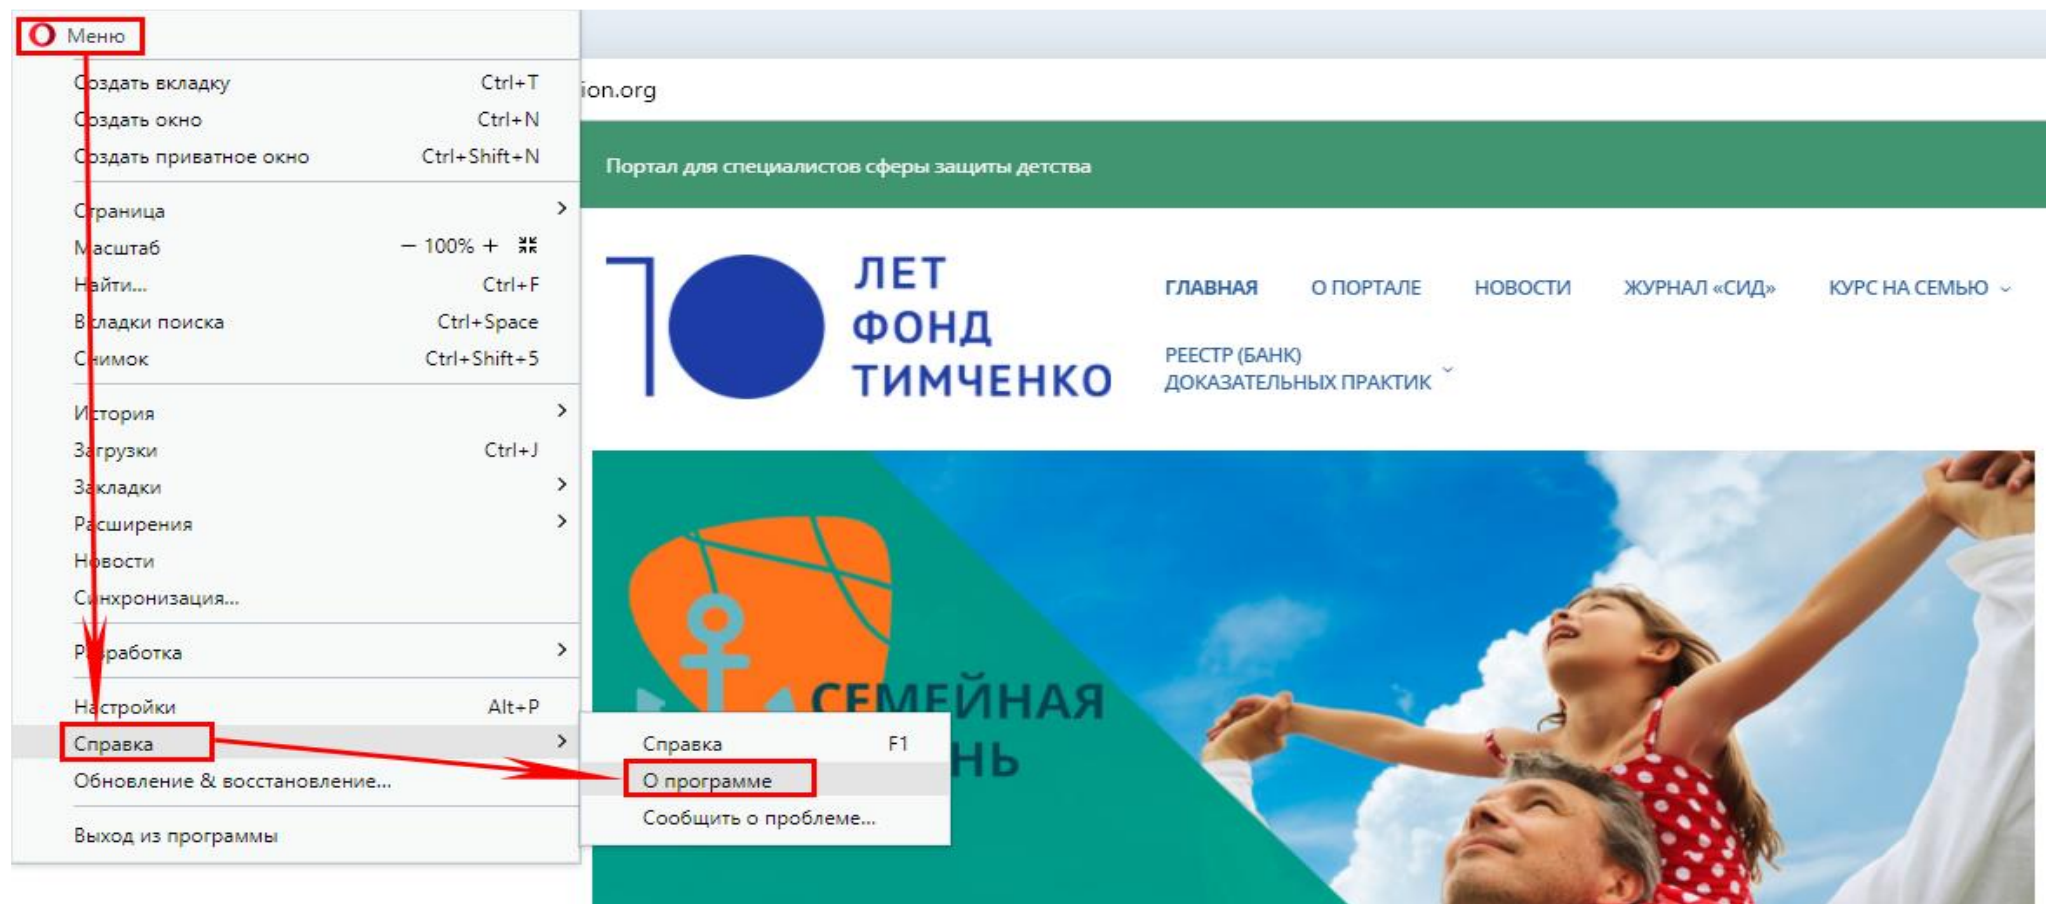 Меню
Создать вкладку Ctrl+T
Создать окно Ctrl+N
Создать приватное окно Ctrl+Shift+N
Страница
Масштаб — 100% +
Найти... Ctrl+F
Вкладки поиска Ctrl+Space
Снимок Ctrl+Shift+5
История
Загрузки Ctrl+J
Закладки
Расширения
Новости
Синхронизация...
Разработка
Настройки Alt+P
Справка
Обновление & восстановление...
Выход из программы
Справка F1
О программе
Сообщить о проблеме...
ion.org
Портал для специалистов сферы защиты детства
10 ЛЕТ
ФОНД
ТИМЧЕНКО
ГЛАВНАЯ О ПОРТАЛЕ НОВОСТИ ЖУРНАЛ «СИД» КУРС НА СЕМЬЮ
РЕЕСТР (БАНК)
ДОКАЗАТЕЛЬНЫХ ПРАКТИК
СЕМЕЙНАЯ
НЬ